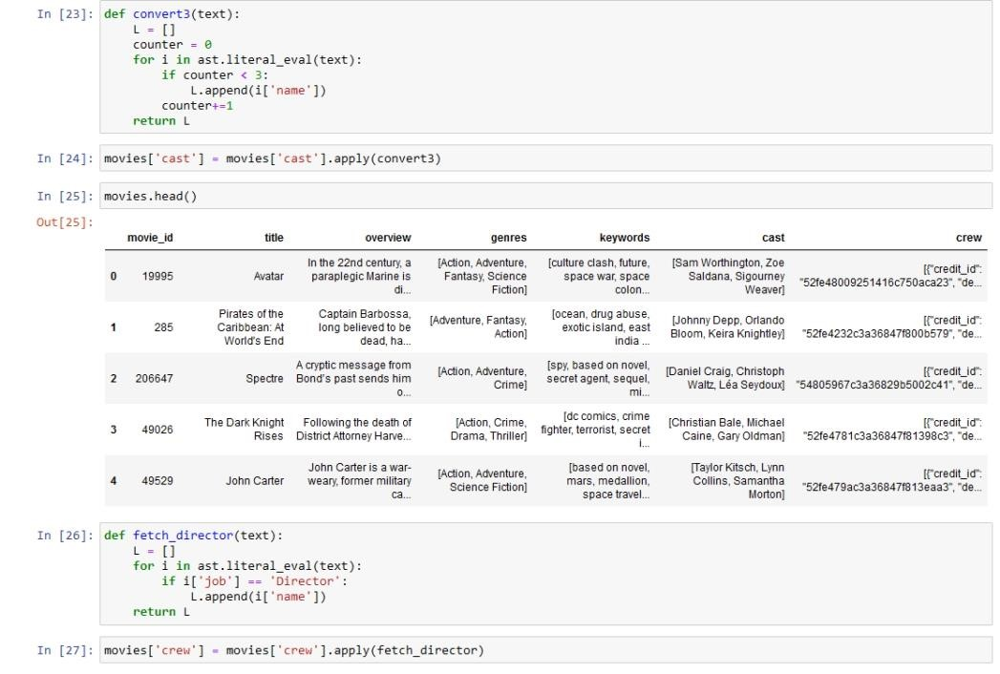 In [23]: def convert3(text):
    L = []
    counter = 0
    for i in ast.literal_eval(text):
        if counter < 3:
            L.append(i['name'])
        counter+=1
    return L
In [24]: movies['cast'] = movies['cast'].apply(convert3)
In [25]: movies.head()
Out[25]:
movie_id title overview genres keywords cast crew
0 19995 Avatar In the 22nd century, a paraplegic Marine is di... [Action, Adventure, Fantasy, Science Fiction] [culture clash, future, space war, space colon... [Sam Worthington, Zoe Saldana, Sigourney Weaver] [{"credit_id": "52fe48009251416c750aca23", "de...
1 285 Pirates of the Caribbean: At World's End Captain Barbossa, long believed to be dead, ha... [Adventure, Fantasy, Action] [ocean, drug abuse, exotic island, east india ... [Johnny Depp, Orlando Bloom, Keira Knightley] [{"credit_id": "52fe4232c3a36847f800b579", "de...
2 206647 Spectre A cryptic message from Bond's past sends him o... [Action, Adventure, Crime] [spy, based on novel, secret agent, sequel, mi... [Daniel Craig, Christoph Waltz, Léa Seydoux] [{"credit_id": "54805967c3a36829b5002c41", "de...
3 49026 The Dark Knight Rises Following the death of District Attorney Harve... [Action, Crime, Drama, Thriller] [dc comics, crime fighter, terrorist, secret i... [Christian Bale, Michael Caine, Gary Oldman] [{"credit_id": "52fe4781c3a36847f81398c3", "de...
4 49529 John Carter John Carter is a war-weary, former military ca... [Action, Adventure, Science Fiction] [based on novel, mars, medallion, space travel... [Taylor Kitsch, Lynn Collins, Samantha Morton] [{"credit_id": "52fe479ac3a36847f813eaa3", "de...
In [26]: def fetch_director(text):
    L = []
    for i in ast.literal_eval(text):
        if i['job'] == 'Director':
            L.append(i['name'])
    return L
In [27]: movies['crew'] = movies['crew'].apply(fetch_director)